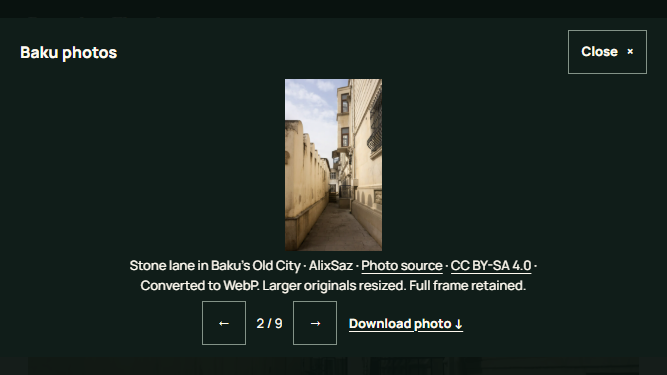 Baku photos
Close ×
Stone lane in Baku's Old City · AlixSaz · Photo source · CC BY-SA 4.0 ·
Converted to WebP. Larger originals resized. Full frame retained.
← 2 / 9 → Download photo ↓